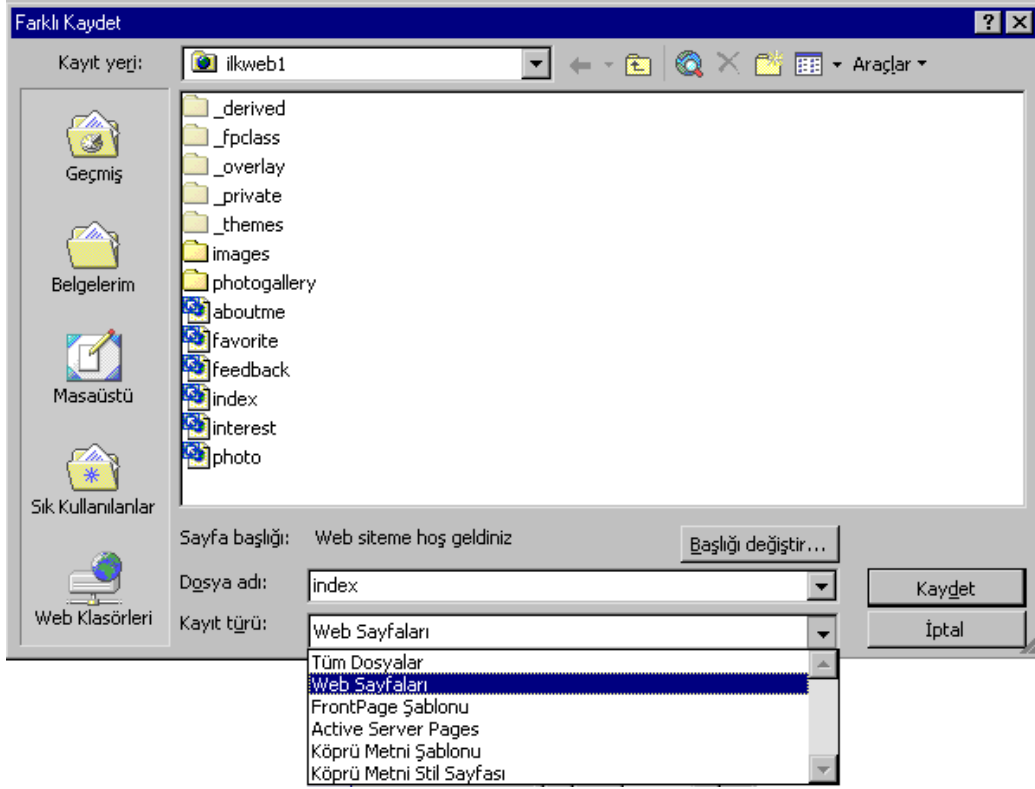 Farklı Kaydet
Kayıt yeri:
ilkweb1
Araçlar
Geçmiş
Belgelerim
Masaüstü
Sık Kullanılanlar
Web Klasörleri
_derived
_fpclass
_overlay
_private
_themes
images
photogallery
aboutme
favorite
feedback
index
interest
photo
Sayfa başlığı: Web siteme hoş geldiniz
Başlığı değiştir...
Dosya adı: index
Kaydet
Kayıt türü: Web Sayfaları
İptal
Tüm Dosyalar
Web Sayfaları
FrontPage Şablonu
Active Server Pages
Köprü Metni Şablonu
Köprü Metni Stil Sayfası